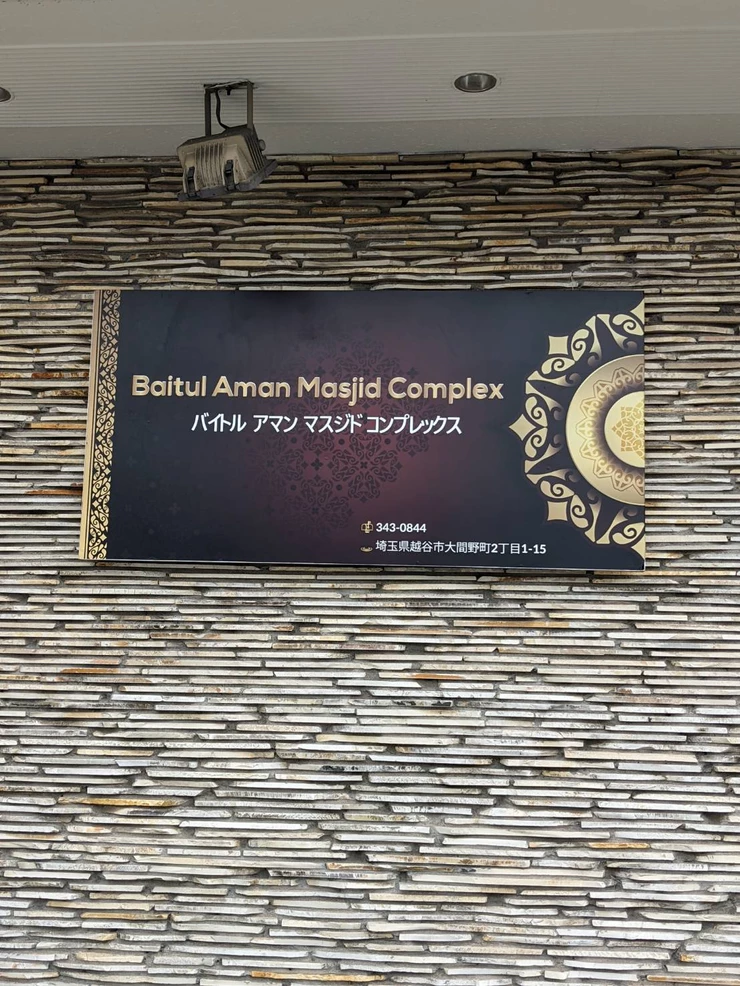 Baitul Aman Masjid Complex
バイトル アマン マスジド コンプレックス
343-0844
埼玉県越谷市大間野町2丁目1-15